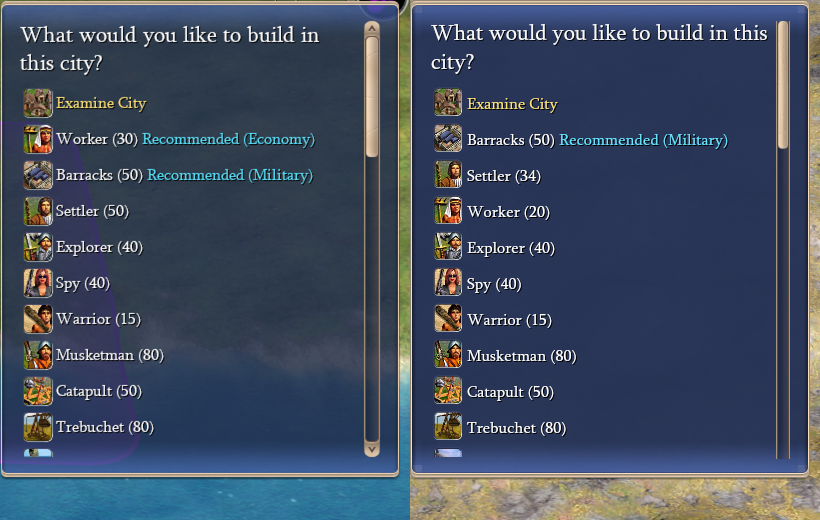 What would you like to build in
this city?
Examine City
Worker (30) Recommended (Economy)
Barracks (50) Recommended (Military)
Settler (50)
Explorer (40)
Spy (40)
Warrior (15)
Musketman (80)
Catapult (50)
Trebuchet (80)
What would you like to build in this
city?
Examine City
Barracks (50) Recommended (Military)
Settler (34)
Worker (20)
Explorer (40)
Spy (40)
Warrior (15)
Musketman (80)
Catapult (50)
Trebuchet (80)